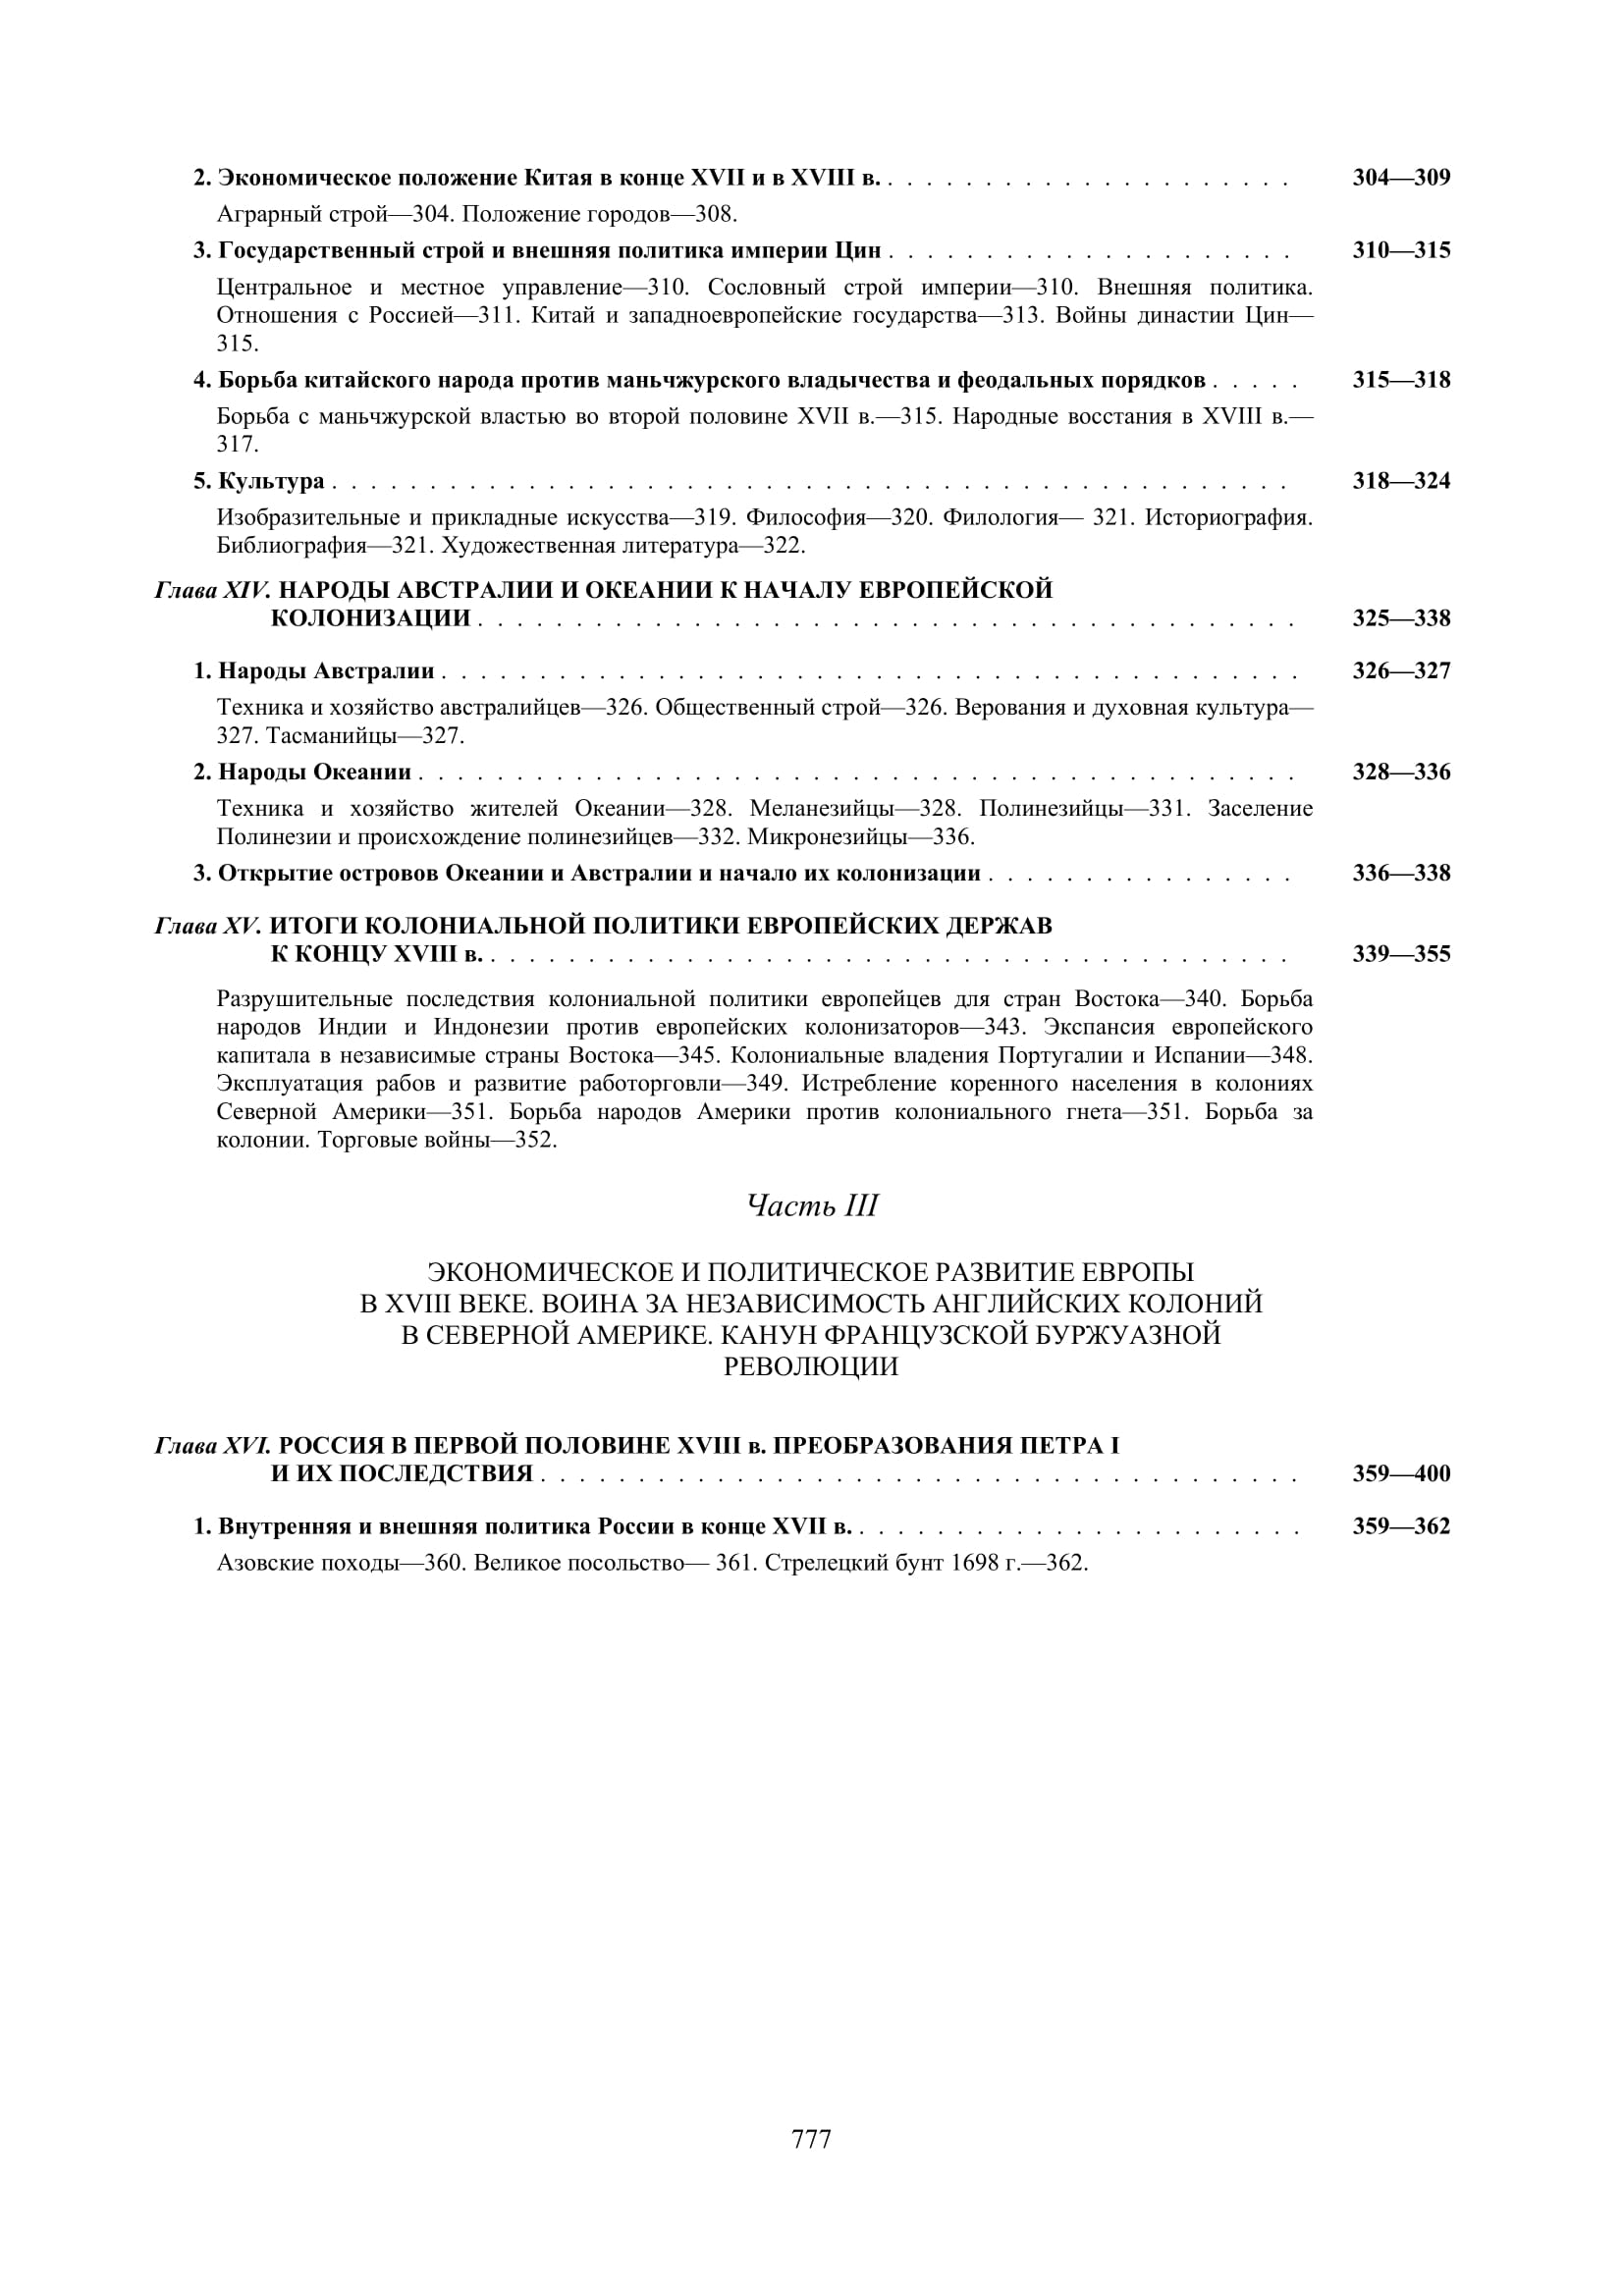 2. Экономическое положение Китая в конце XVII и в XVIII в. . . . . . . . . . . . . . . . . . . . . . 304—309
Аграрный строй—304. Положение городов—308.
3. Государственный строй и внешняя политика империи Цин . . . . . . . . . . . . . . . . . . . . . 310—315
Центральное и местное управление—310. Сословный строй империи—310. Внешняя политика.
Отношения с Россией—311. Китай и западноевропейские государства—313. Войны династии Цин—
315.
4. Борьба китайского народа против маньчжурского владычества и феодальных порядков . . . . . 315—318
Борьба с маньчжурской властью во второй половине XVII в.—315. Народные восстания в XVIII в.—
317.
5. Культура . . . . . . . . . . . . . . . . . . . . . . . . . . . . . . . . . . . . . . . . . . . . . . . . . 318—324
Изобразительные и прикладные искусства—319. Философия—320. Филология— 321. Историография.
Библиография—321. Художественная литература—322.
Глава XIV. НАРОДЫ АВСТРАЛИИ И ОКЕАНИИ К НАЧАЛУ ЕВРОПЕЙСКОЙ
КОЛОНИЗАЦИИ . . . . . . . . . . . . . . . . . . . . . . . . . . . . . . . . . . . . . . . . . . 325—338
1. Народы Австралии . . . . . . . . . . . . . . . . . . . . . . . . . . . . . . . . . . . . . . . . . . . . 326—327
Техника и хозяйство австралийцев—326. Общественный строй—326. Верования и духовная культура—
327. Тасманийцы—327.
2. Народы Океании . . . . . . . . . . . . . . . . . . . . . . . . . . . . . . . . . . . . . . . . . . . . . 328—336
Техника и хозяйство жителей Океании—328. Меланезийцы—328. Полинезийцы—331. Заселение
Полинезии и происхождение полинезийцев—332. Микронезийцы—336.
3. Открытие островов Океании и Австралии и начало их колонизации . . . . . . . . . . . . . . . . 336—338
Глава XV. ИТОГИ КОЛОНИАЛЬНОЙ ПОЛИТИКИ ЕВРОПЕЙСКИХ ДЕРЖАВ
К КОНЦУ XVIII в. . . . . . . . . . . . . . . . . . . . . . . . . . . . . . . . . . . . . . . . . . 339—355
Разрушительные последствия колониальной политики европейцев для стран Востока—340. Борьба
народов Индии и Индонезии против европейских колонизаторов—343. Экспансия европейского
капитала в независимые страны Востока—345. Колониальные владения Португалии и Испании—348.
Эксплуатация рабов и развитие работорговли—349. Истребление коренного населения в колониях
Северной Америки—351. Борьба народов Америки против колониального гнета—351. Борьба за
колонии. Торговые войны—352.
Часть III
ЭКОНОМИЧЕСКОЕ И ПОЛИТИЧЕСКОЕ РАЗВИТИЕ ЕВРОПЫ
В XVIII ВЕКЕ. ВОИНА ЗА НЕЗАВИСИМОСТЬ АНГЛИЙСКИХ КОЛОНИЙ
В СЕВЕРНОЙ АМЕРИКЕ. КАНУН ФРАНЦУЗСКОЙ БУРЖУАЗНОЙ
РЕВОЛЮЦИИ
Глава XVI. РОССИЯ В ПЕРВОЙ ПОЛОВИНЕ XVIII в. ПРЕОБРАЗОВАНИЯ ПЕТРА I
И ИХ ПОСЛЕДСТВИЯ . . . . . . . . . . . . . . . . . . . . . . . . . . . . . . . . . . . . . . . 359—400
1. Внутренняя и внешняя политика России в конце XVII в. . . . . . . . . . . . . . . . . . . . . . . . 359—362
Азовские походы—360. Великое посольство— 361. Стрелецкий бунт 1698 г.—362.
777